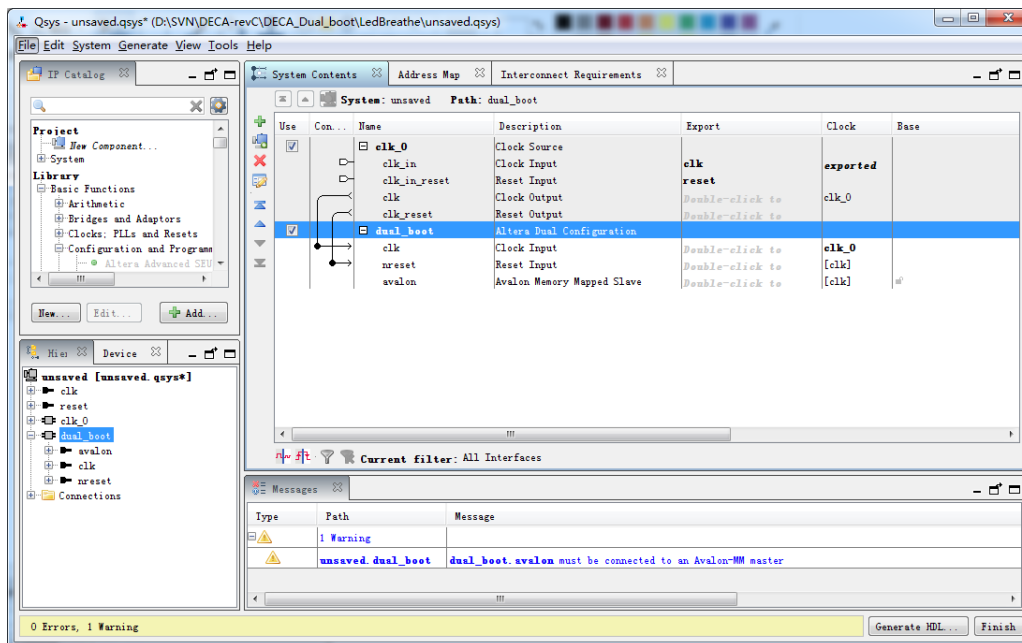 Qsys - unsaved.qsys* (D:\SVN\DECA-revC\DECA_Dual_boot\LedBreathe\unsaved.qsys)
File Edit System Generate View Tools Help
IP Catalog
Project
New Component...
System
Library
Basic Functions
Arithmetic
Bridges and Adaptors
Clocks; PLLs and Resets
Configuration and Programm
Altera Advanced SEU
New... Edit... Add...
Hier Device
unsaved [unsaved.qsys*]
clk
reset
clk_0
dual_boot
avalon
clk
nreset
Connections
System Contents Address Map Interconnect Requirements
System: unsaved Path: dual_boot
Use Con... Name Description Export Clock Base
clk_0 Clock Source
clk_in Clock Input clk exported
clk_in_reset Reset Input reset
clk Clock Output Double-click to clk_0
clk_reset Reset Output Double-click to
dual_boot Altera Dual Configuration
clk Clock Input Double-click to clk_0
nreset Reset Input Double-click to [clk]
avalon Avalon Memory Mapped Slave Double-click to [clk]
Current filter: All Interfaces
Messages
Type Path Message
1 Warning
unsaved.dual_boot dual_boot.avalon must be connected to an Avalon-MM master
0 Errors, 1 Warning
Generate HDL... Finish